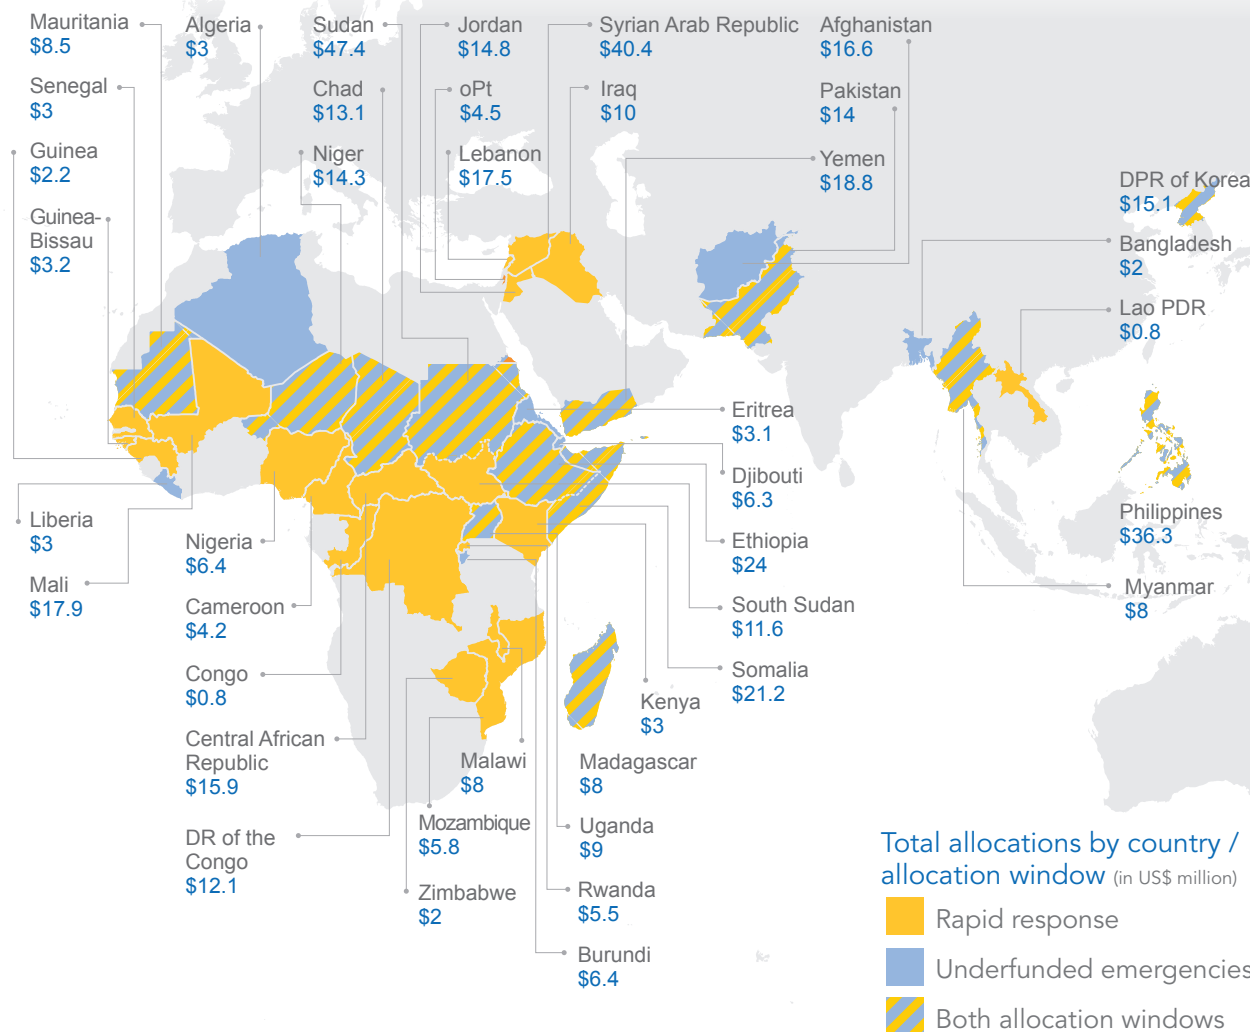 Mauritania
$8.5
Senegal
$3
Guinea
$2.2
Guinea-
Bissau
$3.2
Liberia
$3
Mali
$17.9
Algeria
$3
Nigeria
$6.4
Cameroon
$4.2
Congo
$0.8
Central African
Republic
$15.9
DR of the
Congo
$12.1
Sudan
$47.4
Chad
$13.1
Niger
$14.3
Jordan
$14.8
oPt
$4.5
Lebanon
$17.5
Syrian Arab Republic
$40.4
Iraq
$10
Afghanistan
$16.6
Pakistan
$14
Yemen
$18.8
Eritrea
$3.1
Djibouti
$6.3
Ethiopia
$24
South Sudan
$11.6
Somalia
$21.2
Kenya
$3
Malawi
$8
Mozambique
$5.8
Zimbabwe
$2
Madagascar
$8
Uganda
$9
Rwanda
$5.5
Burundi
$6.4
DPR of Korea
$15.1
Bangladesh
$2
Lao PDR
$0.8
Philippines
$36.3
Myanmar
$8
Total allocations by country /
allocation window (in US$ million)
Rapid response
Underfunded emergencies
Both allocation windows